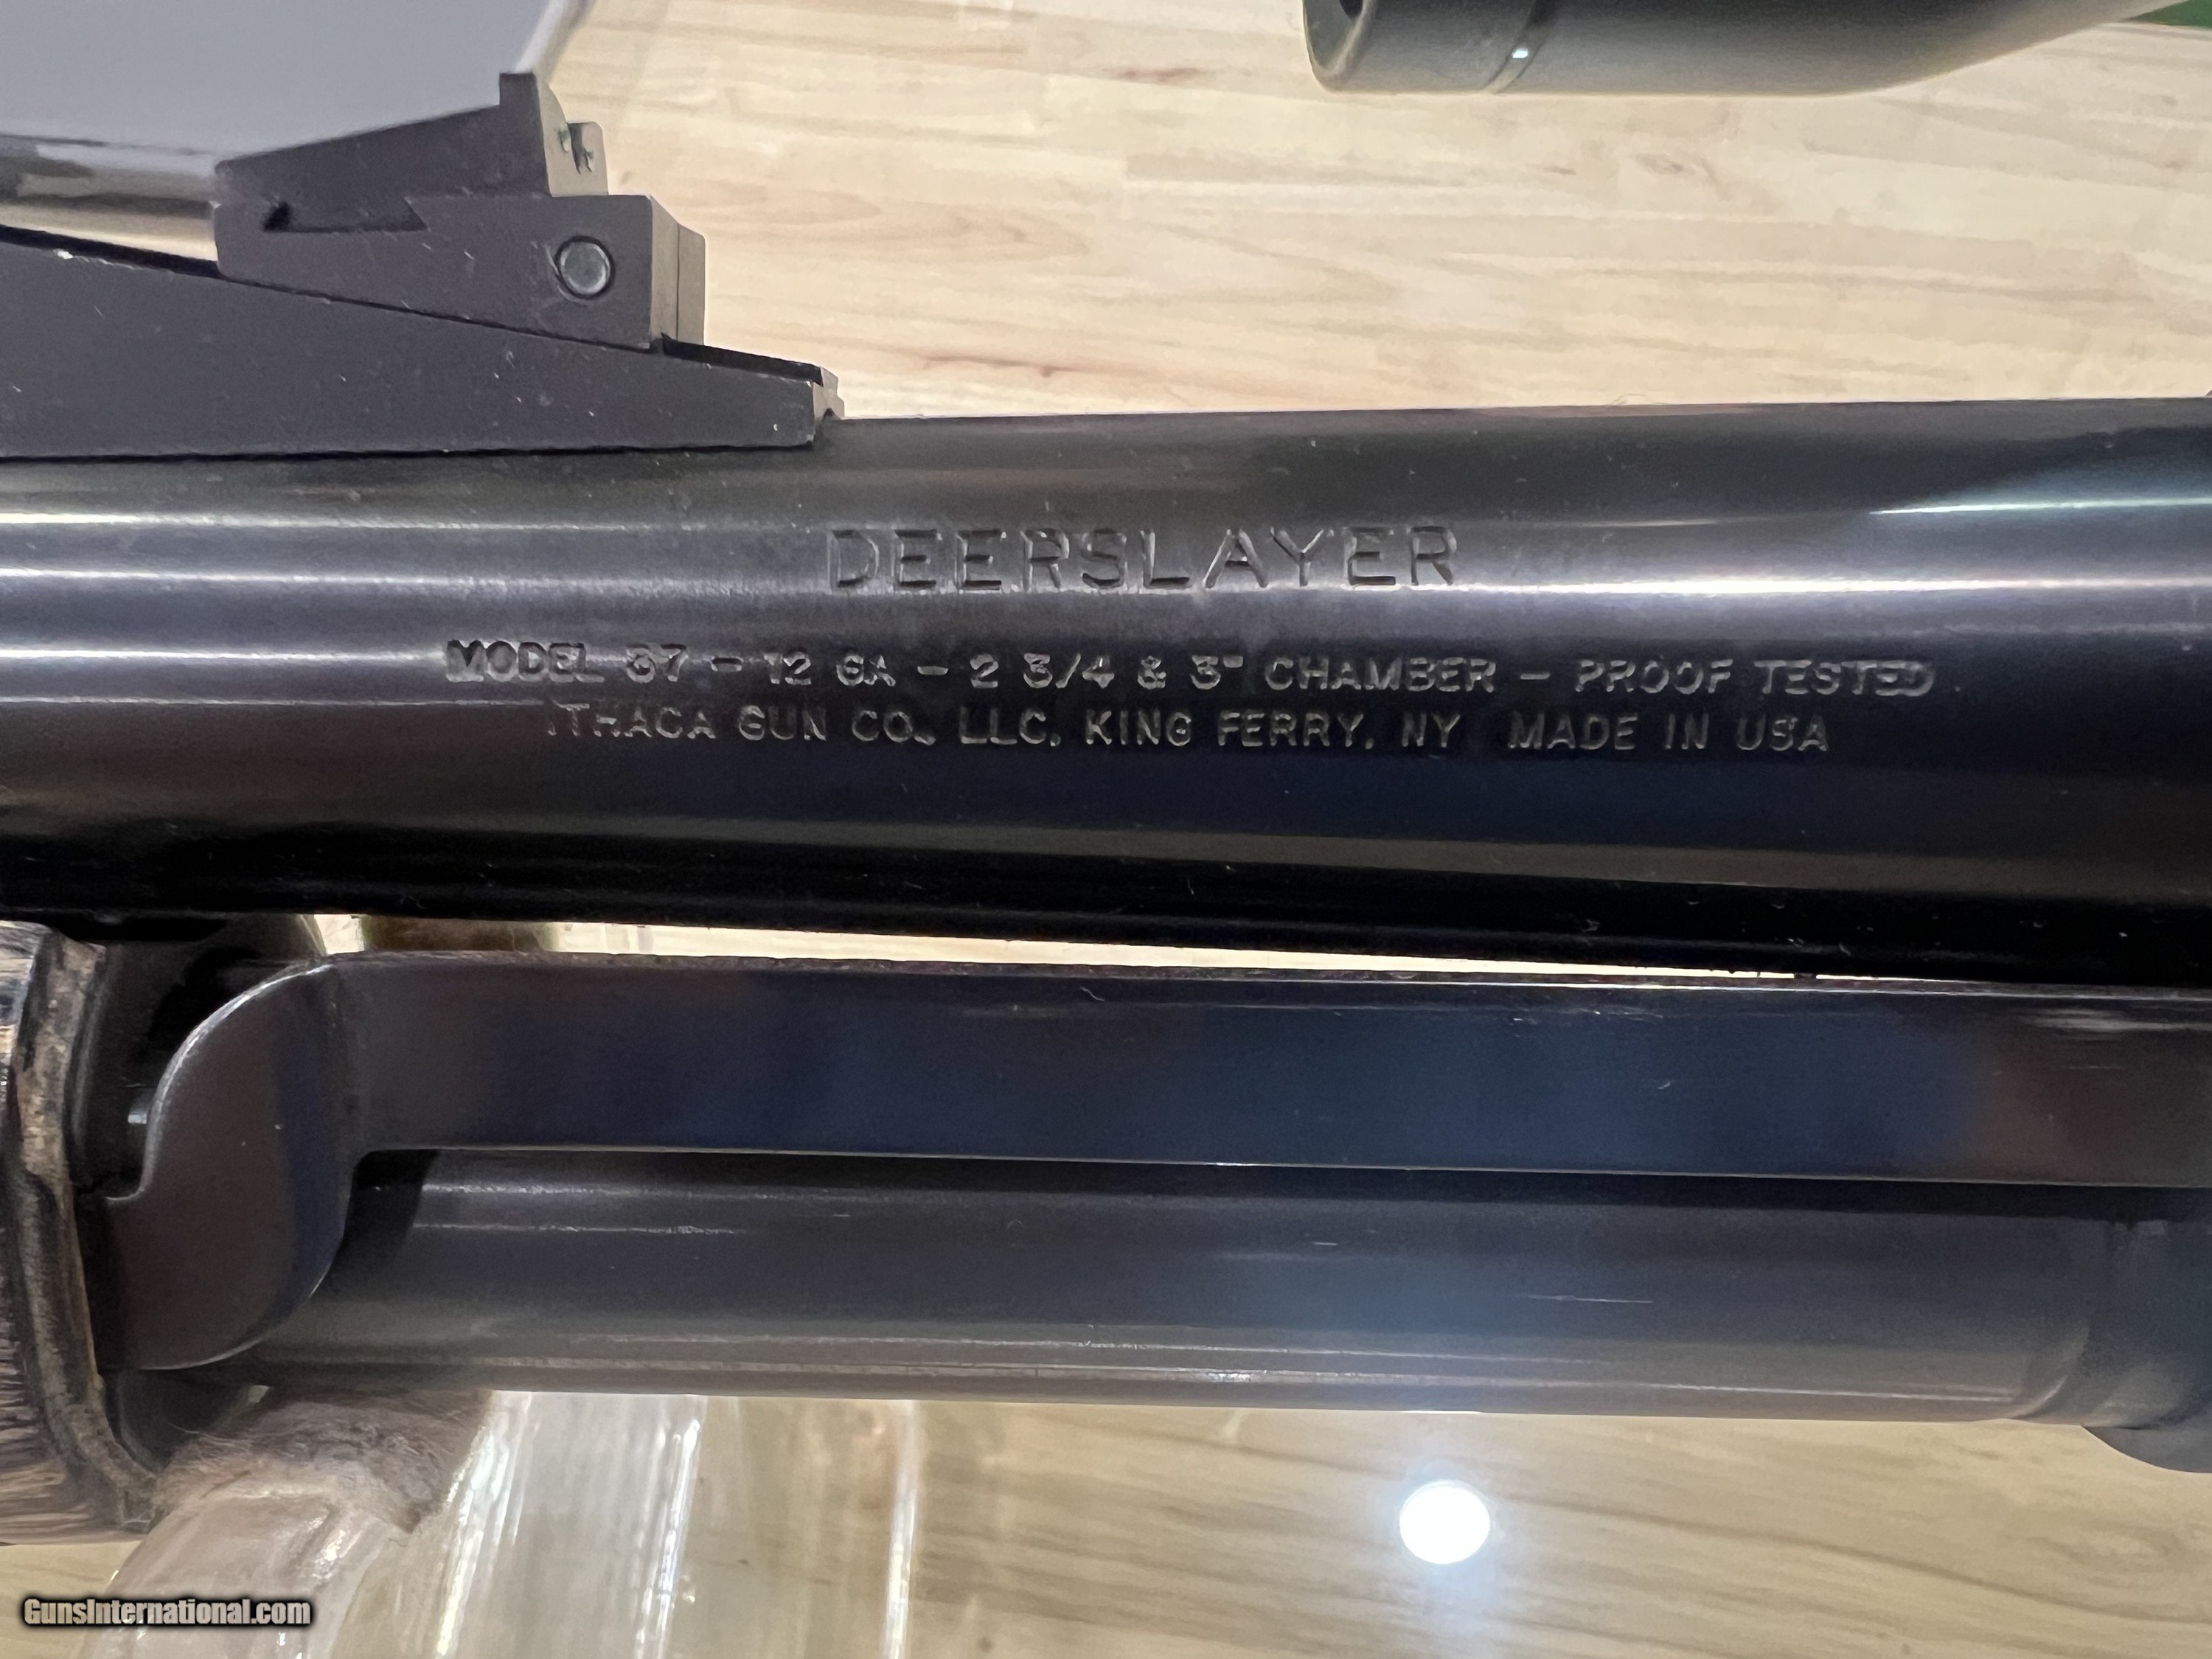 DEERSLAYER
MODEL 37 - 12 GA - 2 3/4 & 3" CHAMBER - PROOF TESTED
ITHACA GUN CO., LLC, KING FERRY, NY MADE IN USA
GunsInternational.com